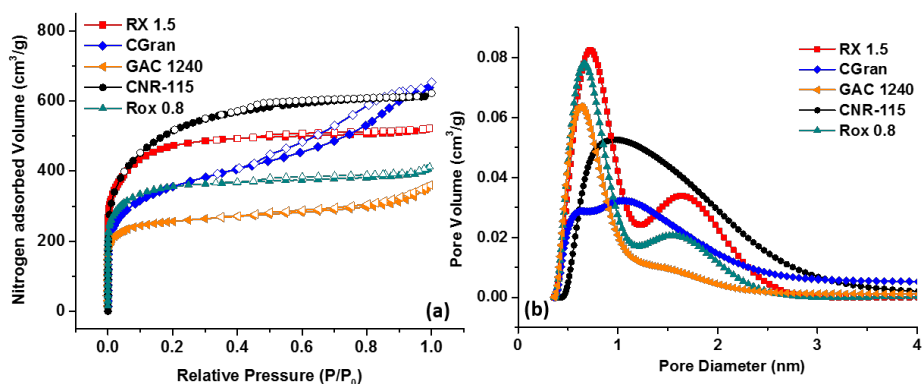 800
600
400
200
0
Nitrogen adsorbed Volume (cm³/g)
RX 1.5
CGran
GAC 1240
CNR-115
Rox 0.8
(a)
0.0 0.2 0.4 0.6 0.8 1.0
Relative Pressure (P/P₀)
0.08
0.06
0.04
0.02
0.00
Pore Volume (cm³/g)
RX 1.5
CGran
GAC 1240
CNR-115
Rox 0.8
(b)
0 1 2 3 4
Pore Diameter (nm)